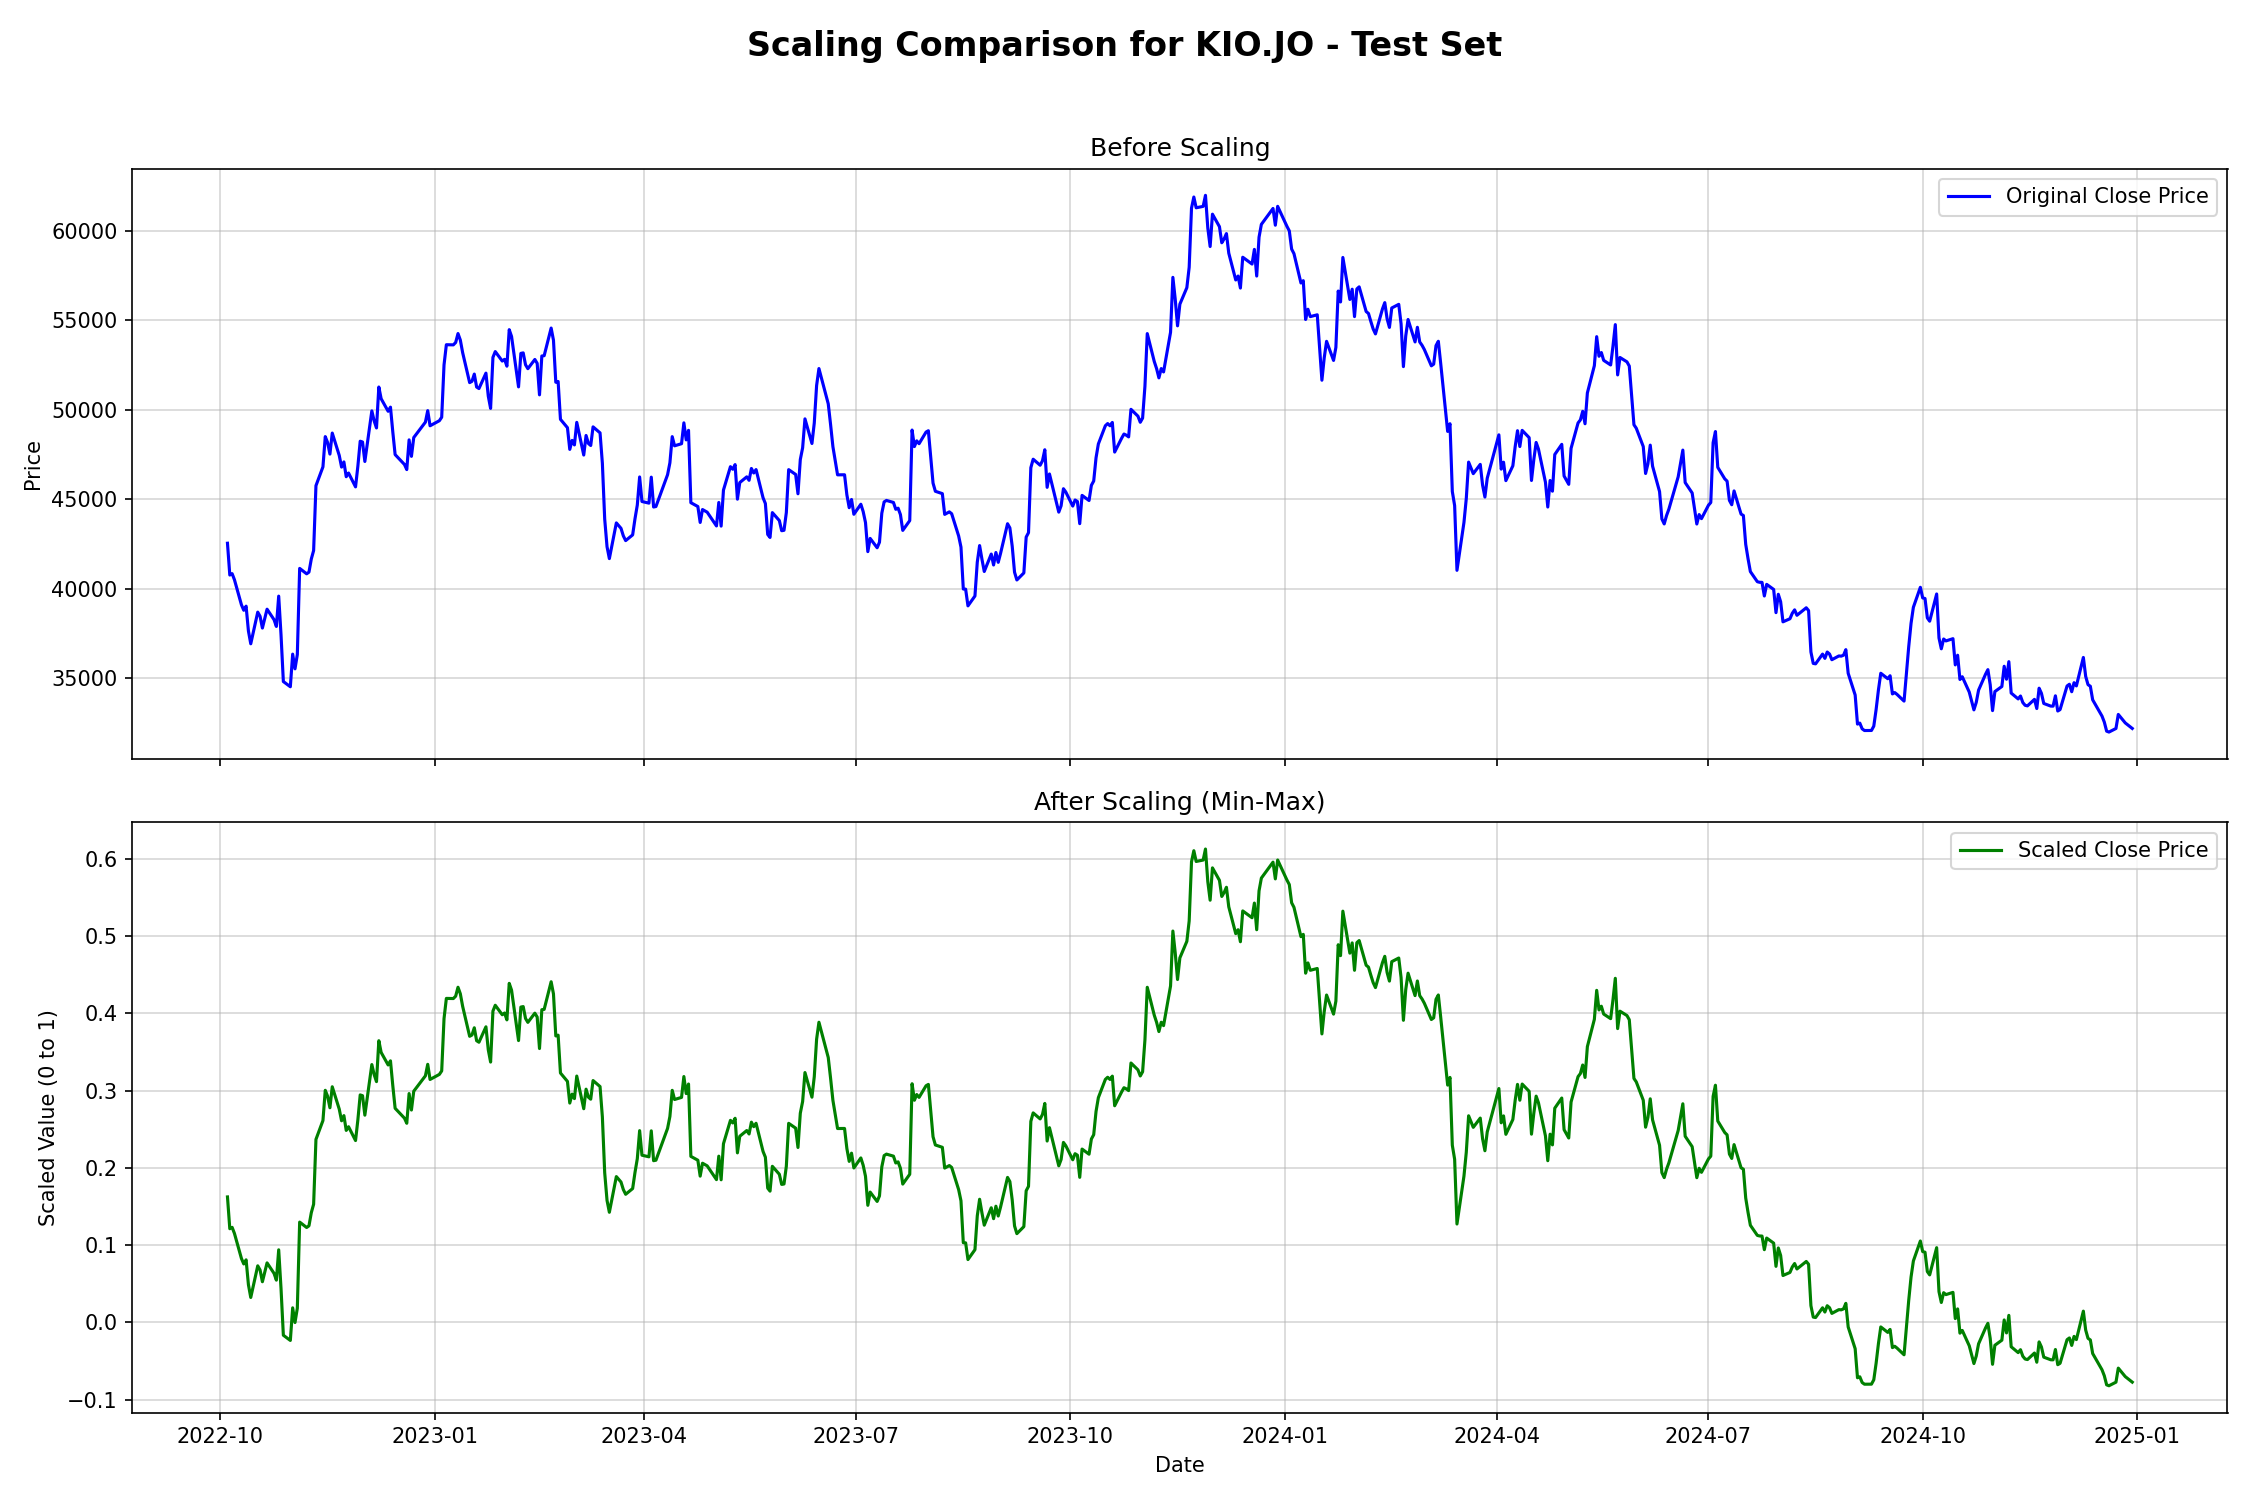 Scaling Comparison for KIO.JO - Test Set
Before Scaling
Original Close Price
Price
60000
55000
50000
45000
40000
35000
After Scaling (Min-Max)
Scaled Close Price
Scaled Value (0 to 1)
0.6
0.5
0.4
0.3
0.2
0.1
0.0
−0.1
2022-10 2023-01 2023-04 2023-07 2023-10 2024-01 2024-04 2024-07 2024-10 2025-01
Date